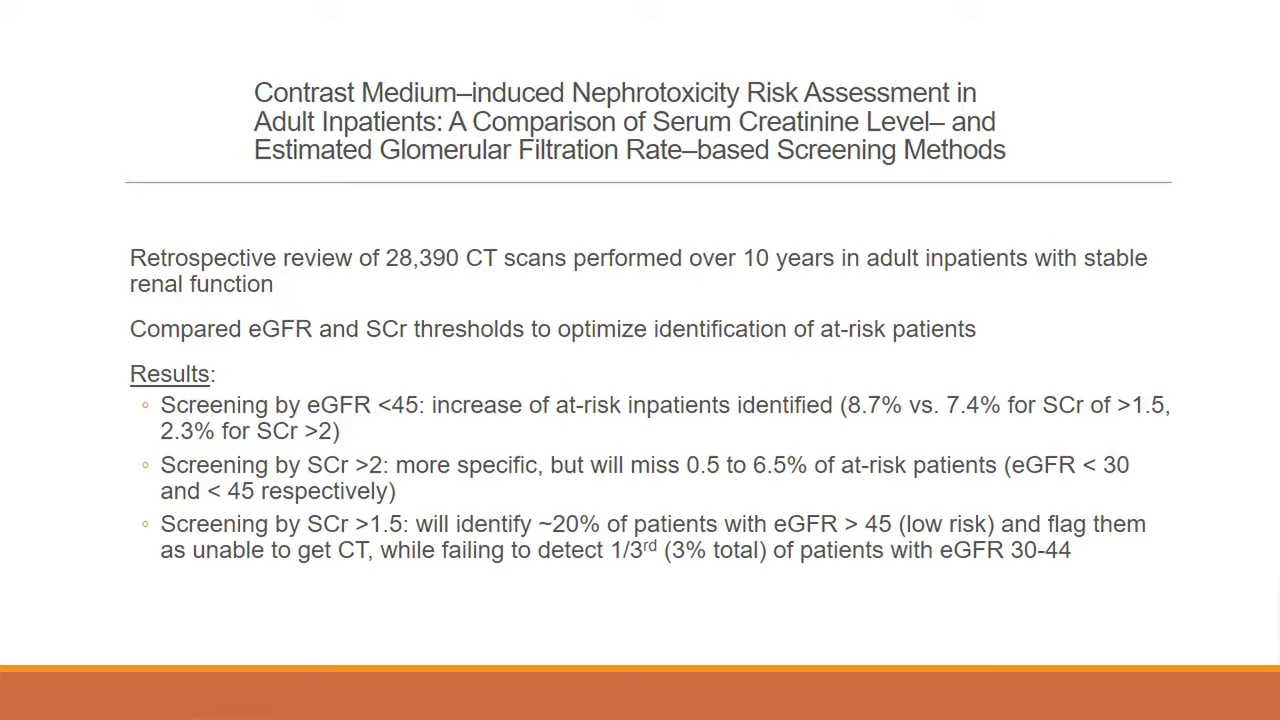 Contrast Medium–induced Nephrotoxicity Risk Assessment in
Adult Inpatients: A Comparison of Serum Creatinine Level– and
Estimated Glomerular Filtration Rate–based Screening Methods
Retrospective review of 28,390 CT scans performed over 10 years in adult inpatients with stable
renal function
Compared eGFR and SCr thresholds to optimize identification of at-risk patients
Results:
◦ Screening by eGFR <45: increase of at-risk inpatients identified (8.7% vs. 7.4% for SCr of >1.5,
2.3% for SCr >2)
◦ Screening by SCr >2: more specific, but will miss 0.5 to 6.5% of at-risk patients (eGFR < 30
and < 45 respectively)
◦ Screening by SCr >1.5: will identify ~20% of patients with eGFR > 45 (low risk) and flag them
as unable to get CT, while failing to detect 1/3rd (3% total) of patients with eGFR 30-44